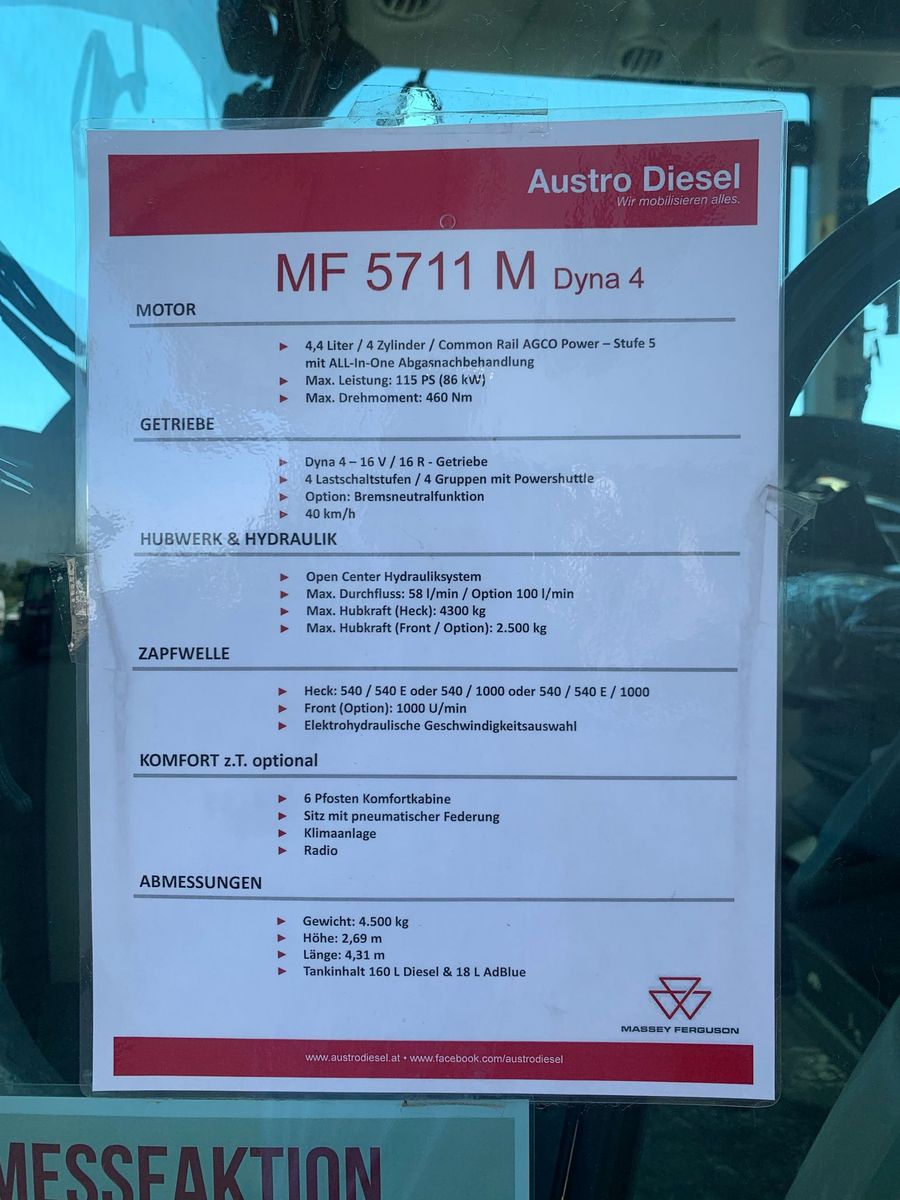 Austro Diesel
Wir mobilisieren alles.
MF 5711 M Dyna 4
MOTOR
► 4,4 Liter / 4 Zylinder / Common Rail AGCO Power – Stufe 5
mit ALL-In-One Abgasnachbehandlung
► Max. Leistung: 115 PS (86 kW)
► Max. Drehmoment: 460 Nm
GETRIEBE
► Dyna 4 – 16 V / 16 R - Getriebe
► 4 Lastschaltstufen / 4 Gruppen mit Powershuttle
► Option: Bremsneutralfunktion
► 40 km/h
HUBWERK & HYDRAULIK
► Open Center Hydrauliksystem
► Max. Durchfluss: 58 l/min / Option 100 l/min
► Max. Hubkraft (Heck): 4300 kg
► Max. Hubkraft (Front / Option): 2.500 kg
ZAPFWELLE
► Heck: 540 / 540 E oder 540 / 1000 oder 540 / 540 E / 1000
► Front (Option): 1000 U/min
► Elektrohydraulische Geschwindigkeitsauswahl
KOMFORT z.T. optional
► 6 Pfosten Komfortkabine
► Sitz mit pneumatischer Federung
► Klimaanlage
► Radio
ABMESSUNGEN
► Gewicht: 4.500 kg
► Höhe: 2,69 m
► Länge: 4,31 m
► Tankinhalt 160 L Diesel & 18 L AdBlue
MASSEY FERGUSON
www.austrodiesel.at • www.facebook.com/austrodiesel
MESSEAKTION